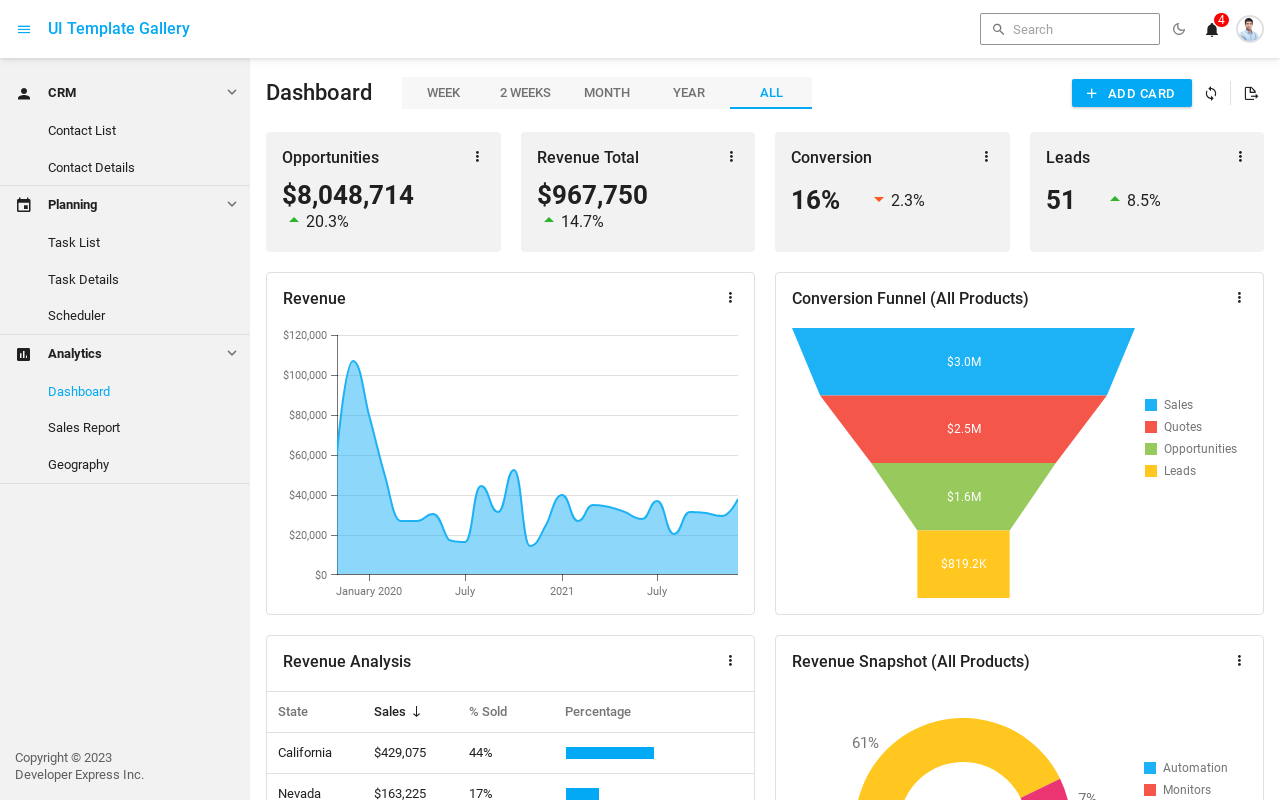 UI Template Gallery
Search
4
CRM
Contact List
Contact Details
Planning
Task List
Task Details
Scheduler
Analytics
Dashboard
Sales Report
Geography
Copyright © 2023
Developer Express Inc.
Dashboard
WEEK
2 WEEKS
MONTH
YEAR
ALL
ADD CARD
Opportunities
$8,048,714
20.3%
Revenue Total
$967,750
14.7%
Conversion
16%
2.3%
Leads
51
8.5%
Revenue
$120,000
$100,000
$80,000
$60,000
$40,000
$20,000
$0
January 2020
July
2021
July
Conversion Funnel (All Products)
$3.0M
$2.5M
$1.6M
$819.2K
Sales
Quotes
Opportunities
Leads
Revenue Analysis
State Sales % Sold Percentage
California $429,075 44%
Nevada $163,225 17%
Revenue Snapshot (All Products)
61%
7%
Automation
Monitors